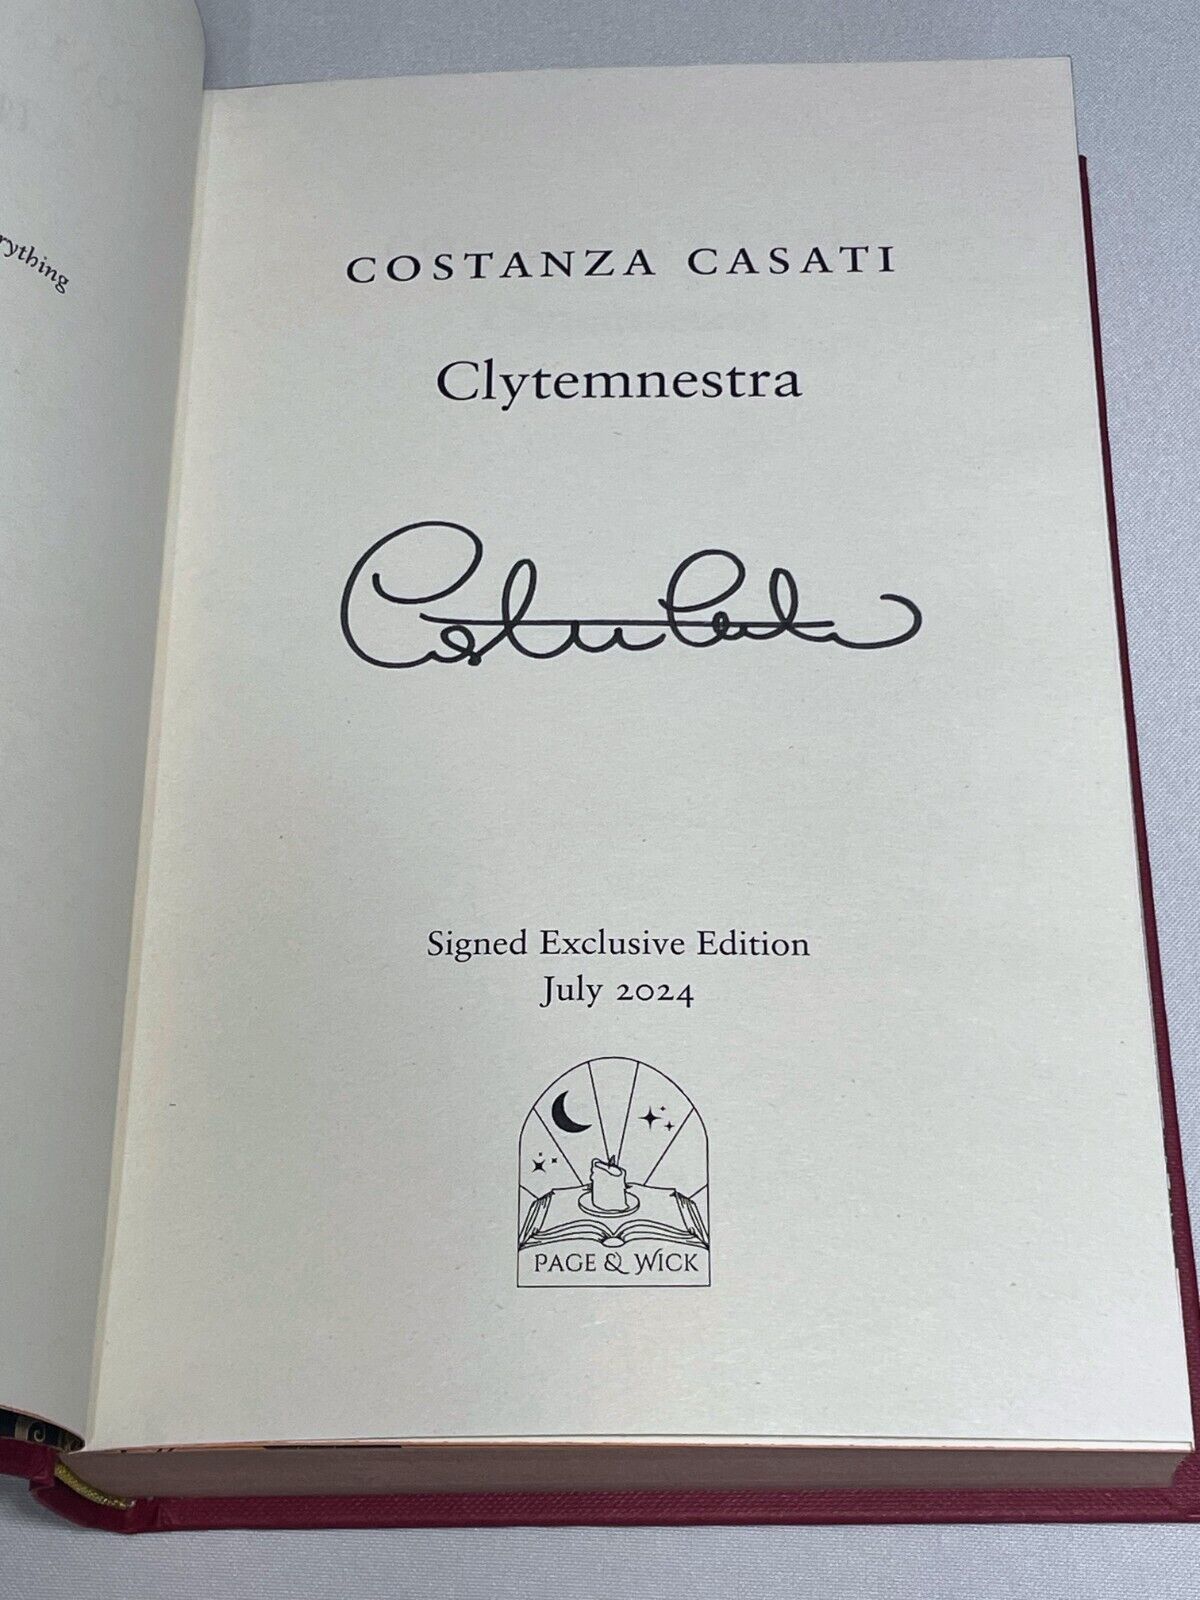 rything
COSTANZA CASATI
Clytemnestra
Signed Exclusive Edition
July 2024
PAGE & WICK